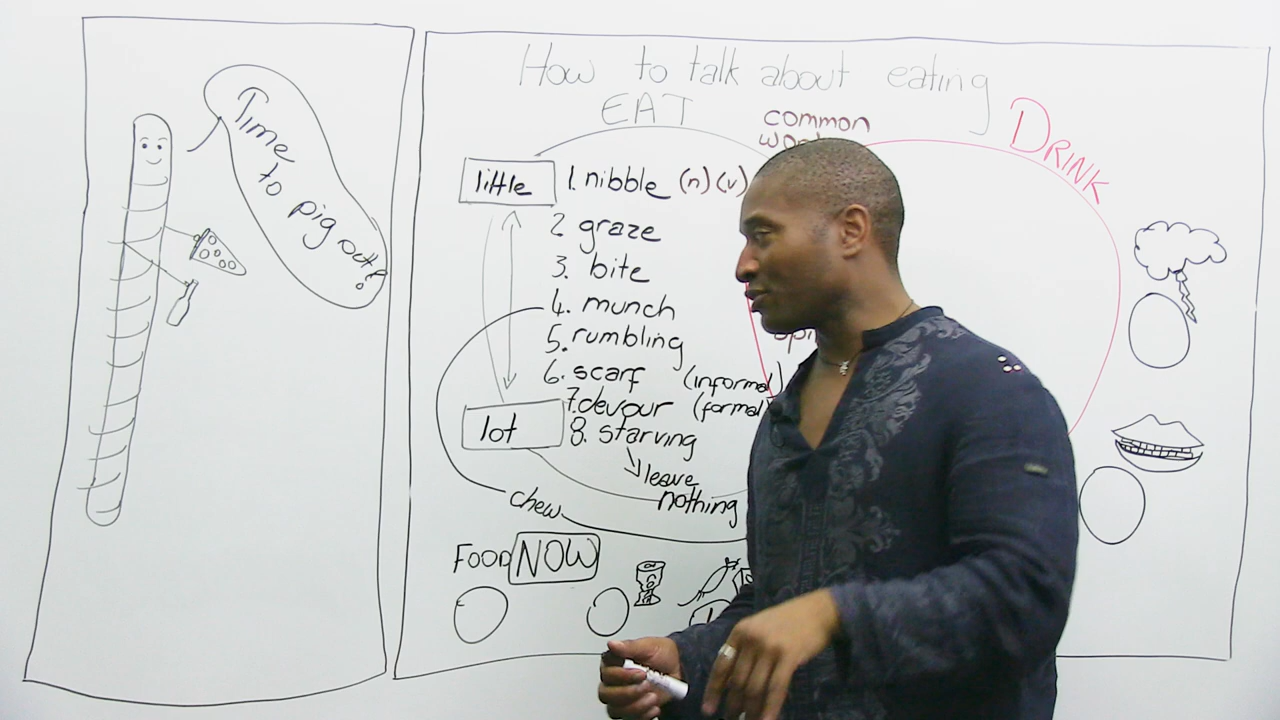 Time
to
pig out!
How to talk about eating
EAT
common
DRINK
little
1. nibble (n) (v)
2. graze
3. bite
4. munch
5. rumbling
6. scarf (informal)
7. devour (formal)
lot
8. starving
leave
nothing
chew
FOOD NOW